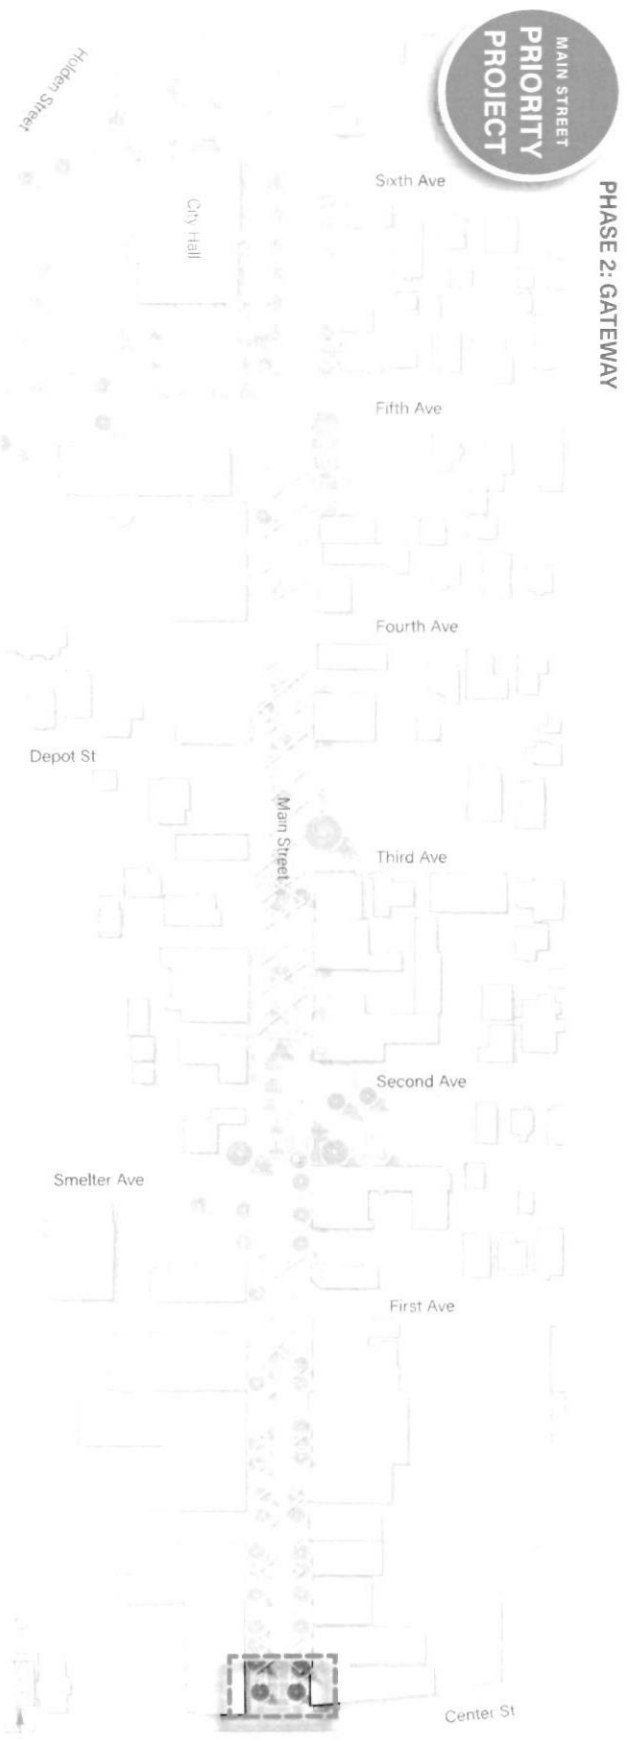 MAIN STREET
PRIORITY
PROJECT
PHASE 2: GATEWAY
Holden Street
Sixth Ave
City Hall
Fifth Ave
Fourth Ave
Depot St
Main Street
Third Ave
Second Ave
Smelter Ave
First Ave
Center St